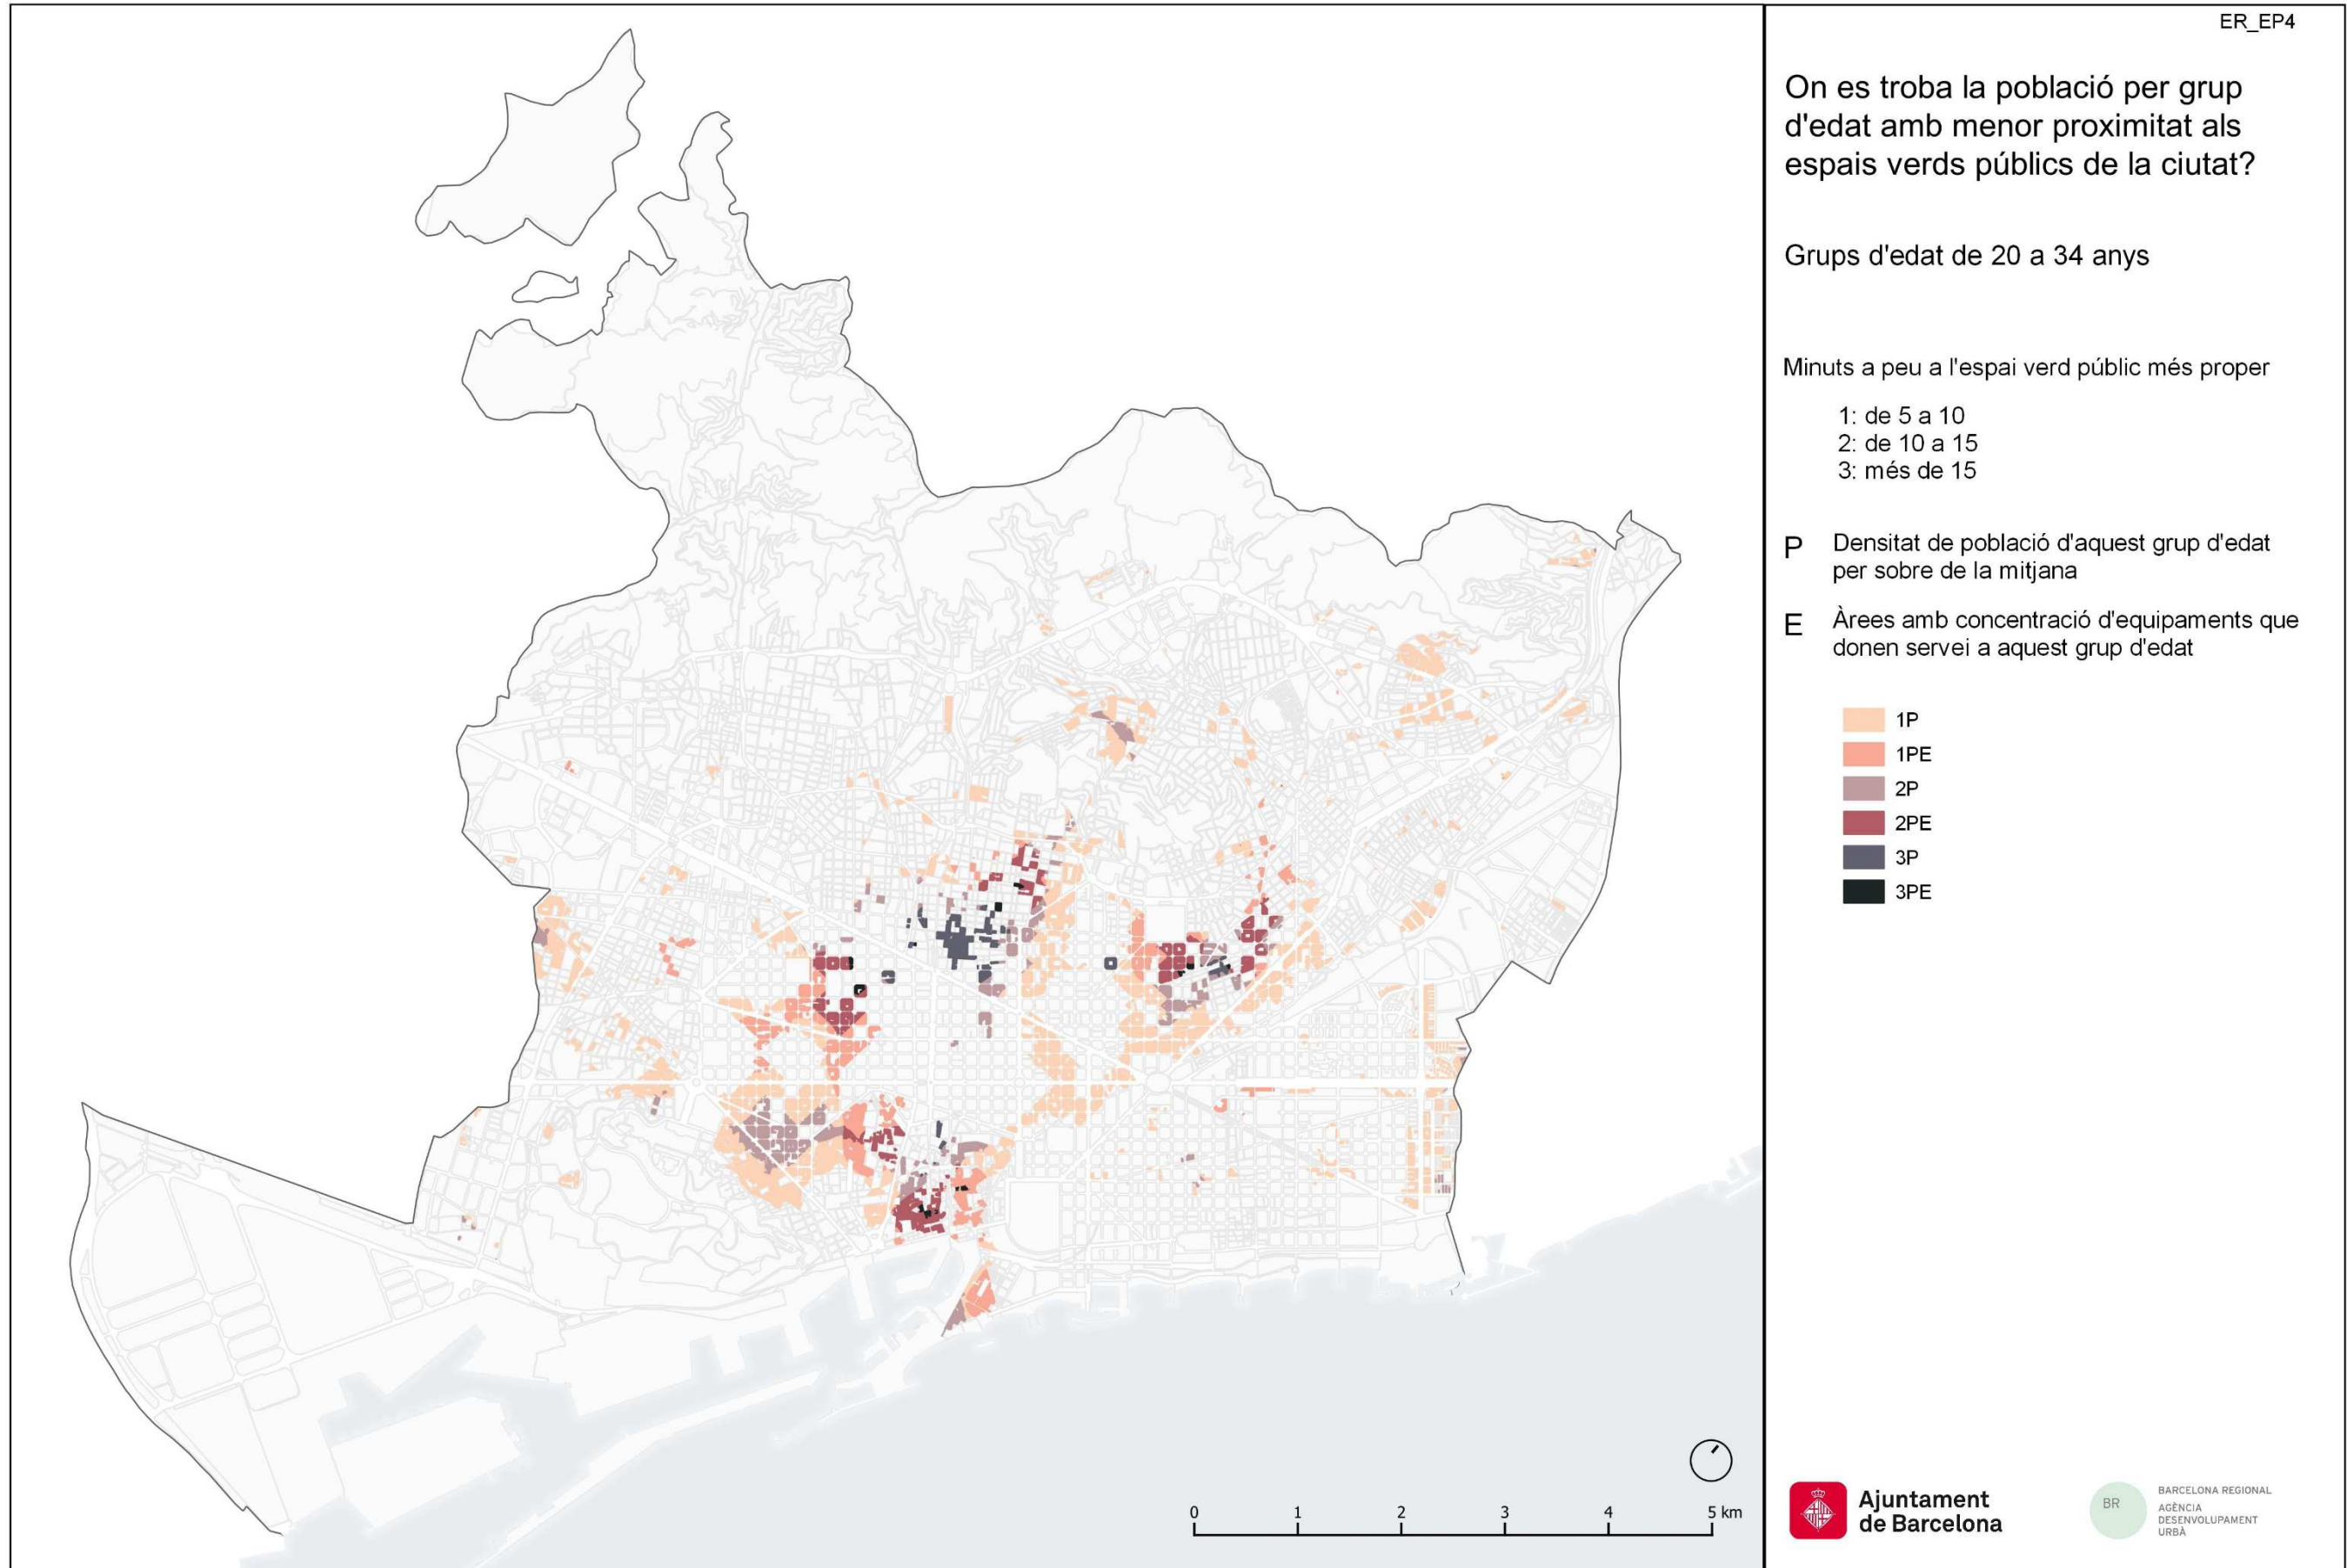 ER_EP4
On es troba la població per grup
d'edat amb menor proximitat als
espais verds públics de la ciutat?
Grups d'edat de 20 a 34 anys
Minuts a peu a l'espai verd públic més proper
1: de 5 a 10
2: de 10 a 15
3: més de 15
P Densitat de població d'aquest grup d'edat
per sobre de la mitjana
E Àrees amb concentració d'equipaments que
donen servei a aquest grup d'edat
1P
1PE
2P
2PE
3P
3PE
0 1 2 3 4 5 km
Ajuntament
de Barcelona
BR
BARCELONA REGIONAL
AGÈNCIA
DESENVOLUPAMENT
URBÀ